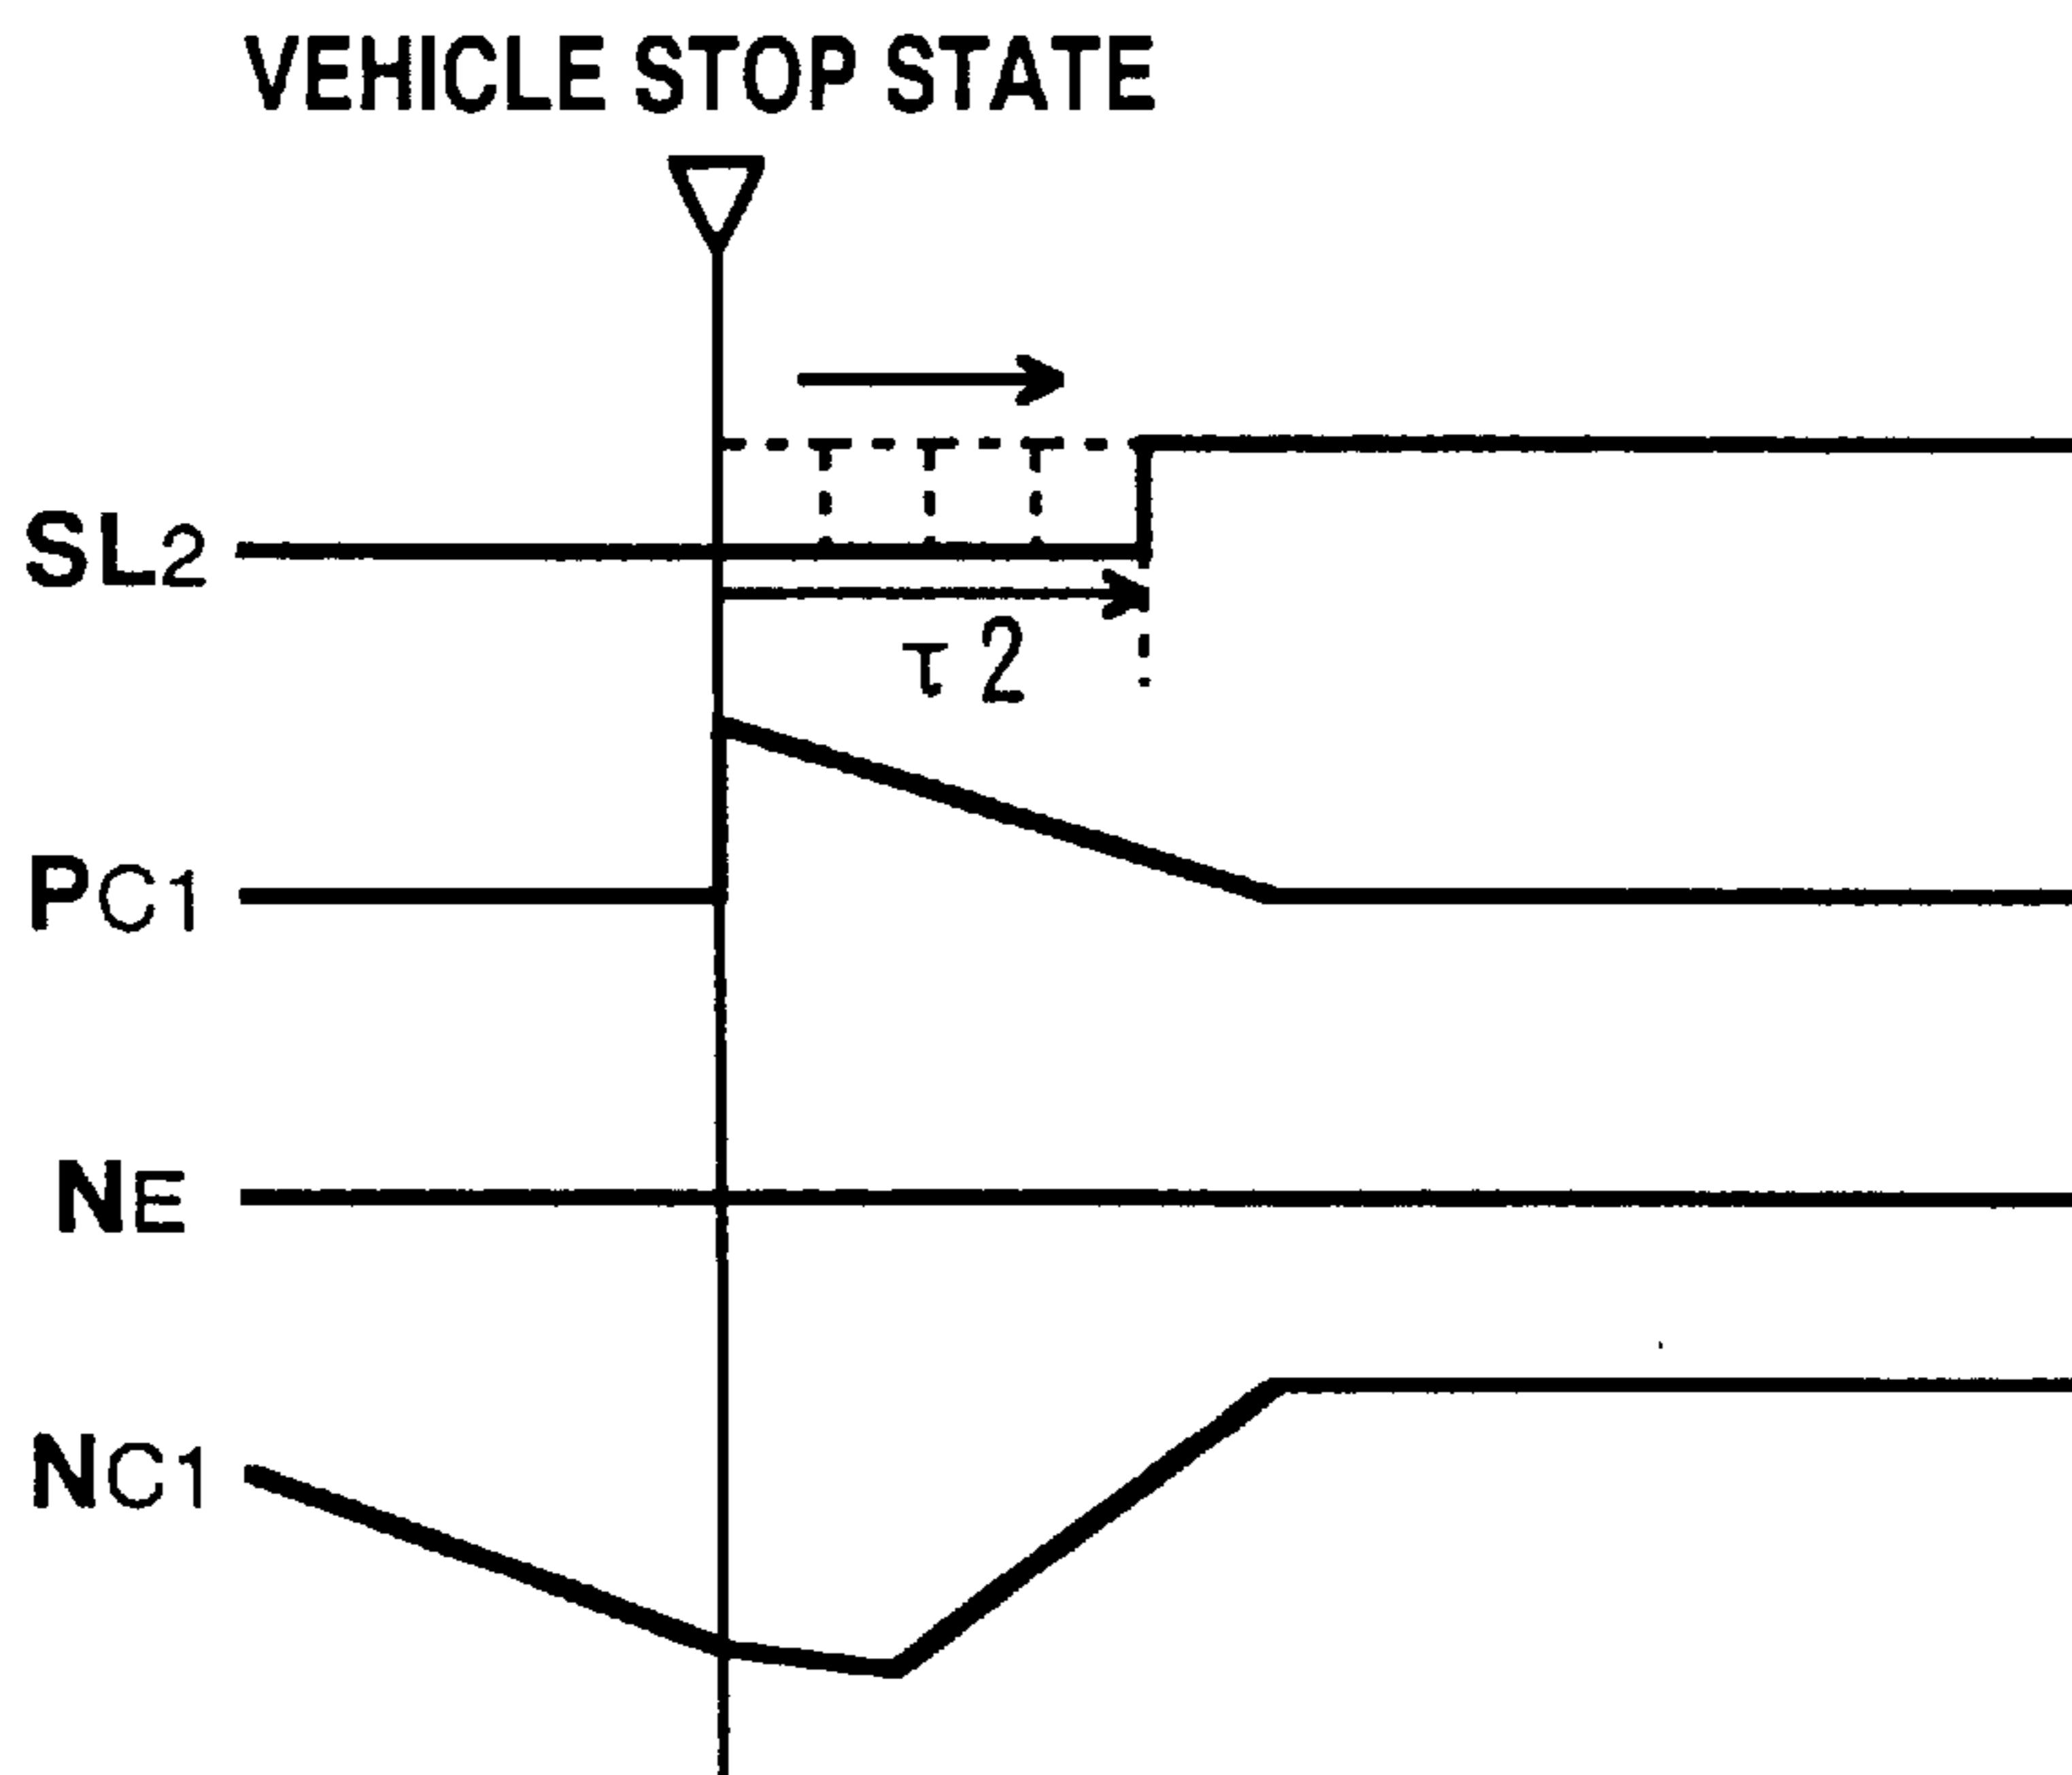 VEHICLE STOP STATE
SL2
τ2
PC1
NE
NC1